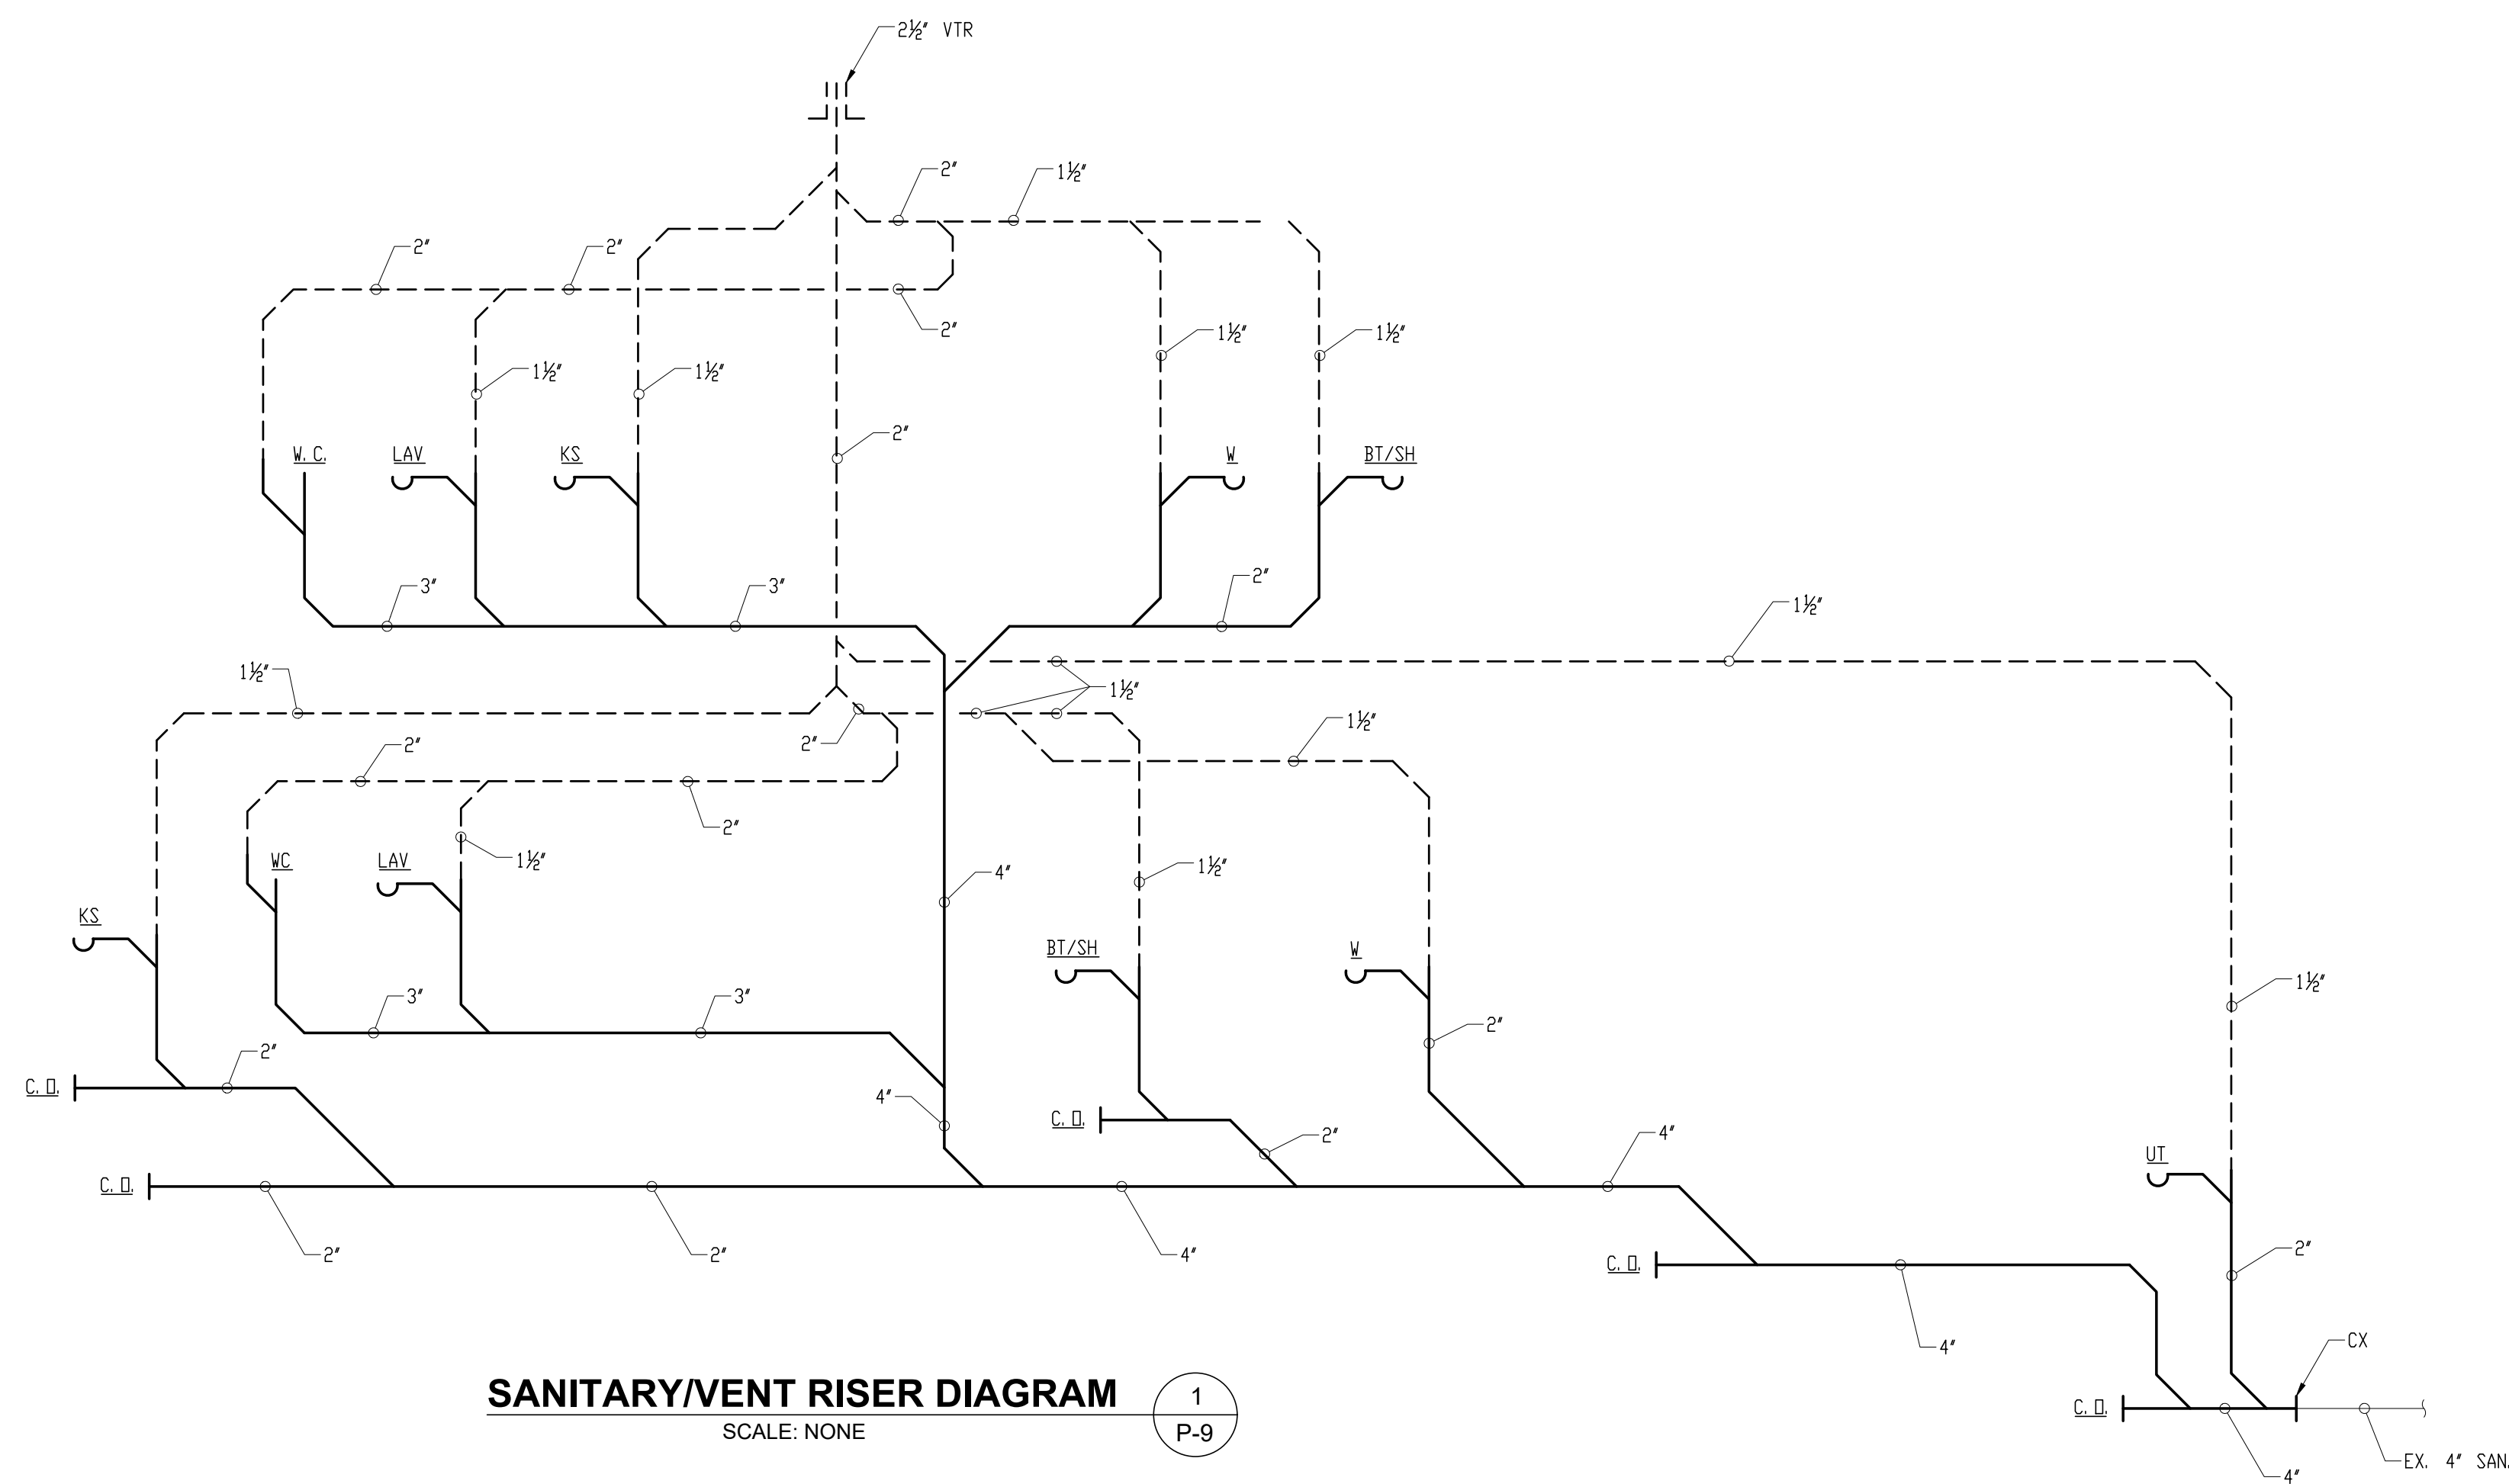 2½" VTR
2" 1½"
2" 2"
2"
1½" 1½"
1½" 1½"
2"
W. C. LAV KS W BT/SH
3" 3" 2"
1½"
1½" 1½"
1½"
2" 2"
2"
1½" 1½"
WC LAV 4"
KS
BT/SH W
1½"
3" 3"
2" 2"
C. O. 4"
C. O. 2" 4"
UT
C. O.
2" 2" 4" 2"
C. O.
4" CX
SANITARY/VENT RISER DIAGRAM 1
SCALE: NONE P-9
C. O.
4" EX. 4" SAN.